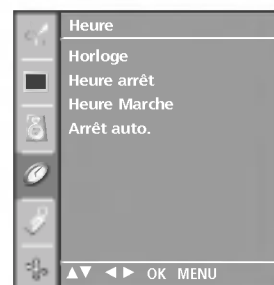 Heure
Horloge
Heure arrêt
Heure Marche
Arrêt auto.
▲▼ ◄ ► OK MENU